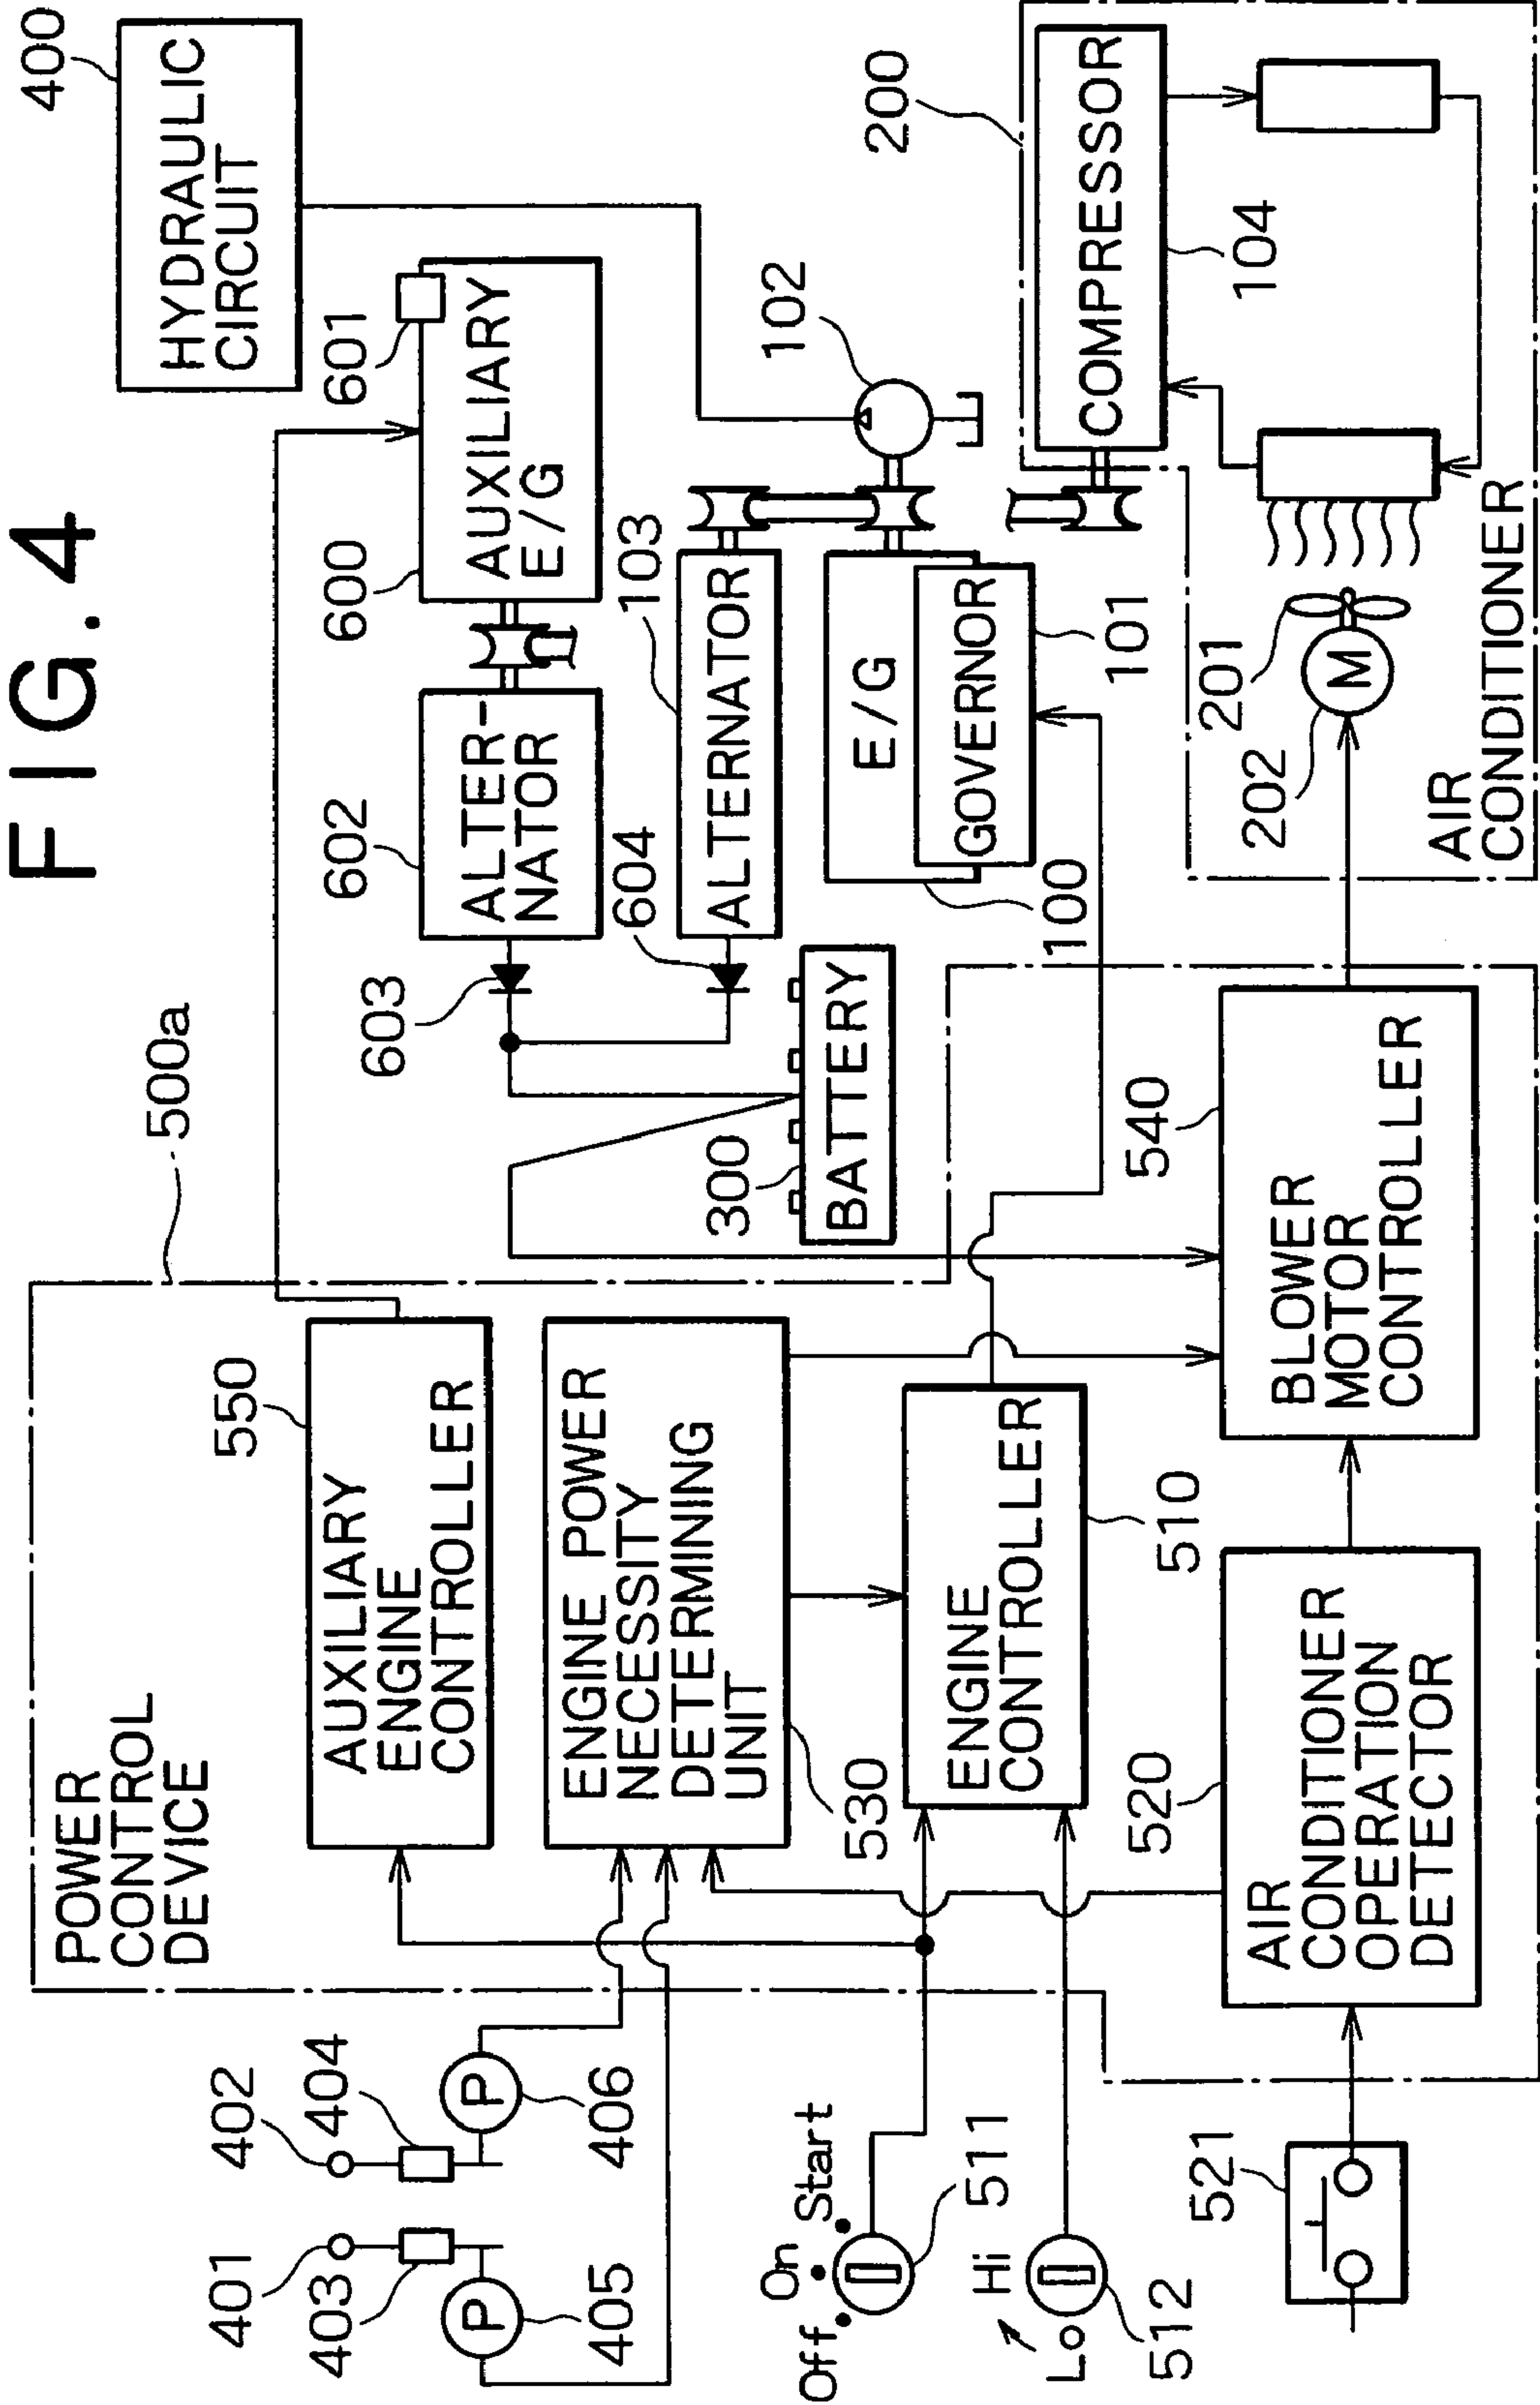 FIG. 4
POWER
CONTROL
DEVICE
500a
400
HYDRAULIC
CIRCUIT
402
404
401
403
406
405
P
P
550
AUXILIARY
ENGINE
CONTROLLER
602
600
601
ALTER-
NATOR
AUXILIARY
E/G
603
604
103
ALTERNATOR
102
ENGINE POWER
NECESSITY
DETERMINING
UNIT
530
300
BATTERY
E/G
GOVERNOR
100
101
200
COMPRESSOR
104
Off
On
Start
511
Lo
Hi
512
ENGINE
CONTROLLER
510
521
520
AIR
CONDITIONER
OPERATION
DETECTOR
540
BLOWER
MOTOR
CONTROLLER
202
201
M
AIR
CONDITIONER